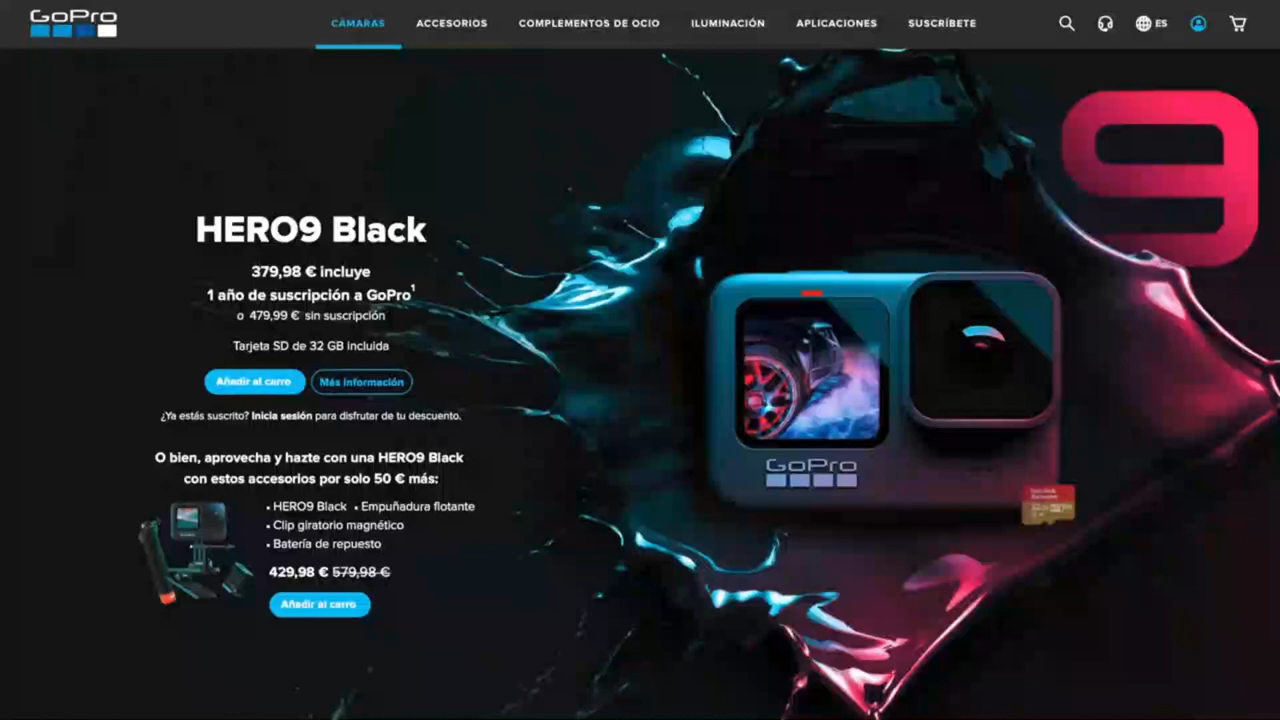 GoPro
CÁMARAS
ACCESORIOS
COMPLEMENTOS DE OCIO
ILUMINACIÓN
APLICACIONES
SUSCRÍBETE
ES
9
HERO9 Black
379,98 € incluye
1 año de suscripción a GoPro1
o 479,99 € sin suscripción
Tarjeta SD de 32 GB incluida
Añadir al carro
Más información
¿Ya estás suscrito? Inicia sesión para disfrutar de tu descuento.
GoPro
O bien, aprovecha y hazte con una HERO9 Black
con estos accesorios por solo 50 € más:
• HERO9 Black • Empuñadura flotante
• Clip giratorio magnético
• Batería de repuesto
429,98 € 579,98 €
Añadir al carro